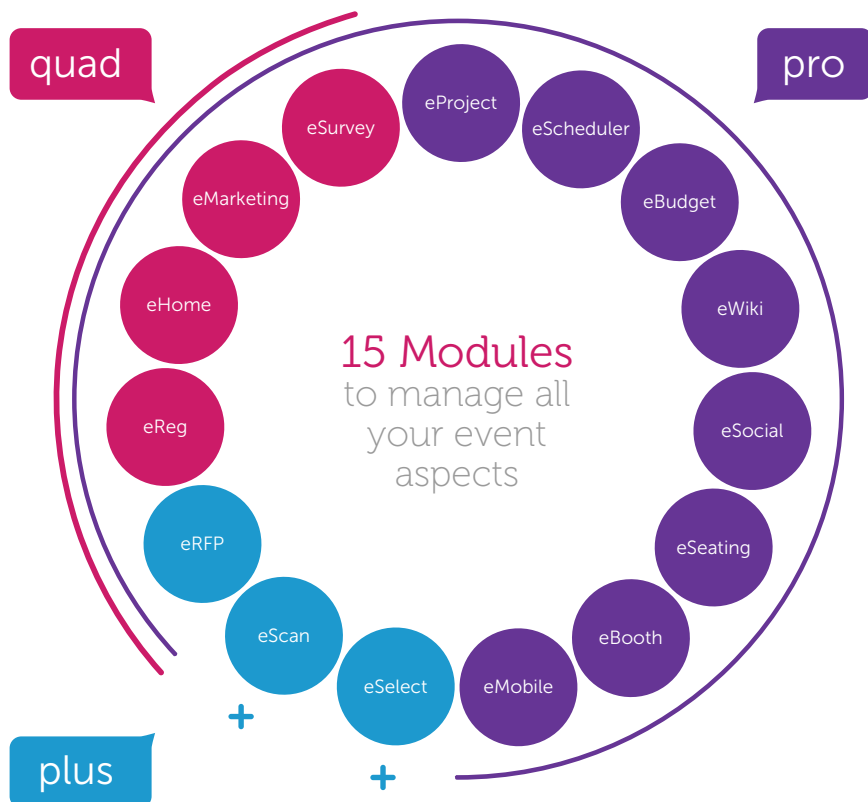 quad
pro
eProject
eSurvey
eScheduler
eMarketing
eBudget
eHome
eWiki
15 Modules
to manage all
your event
aspects
eReg
eSocial
eRFP
eSeating
eScan
eBooth
eSelect
eMobile
+
+
plus